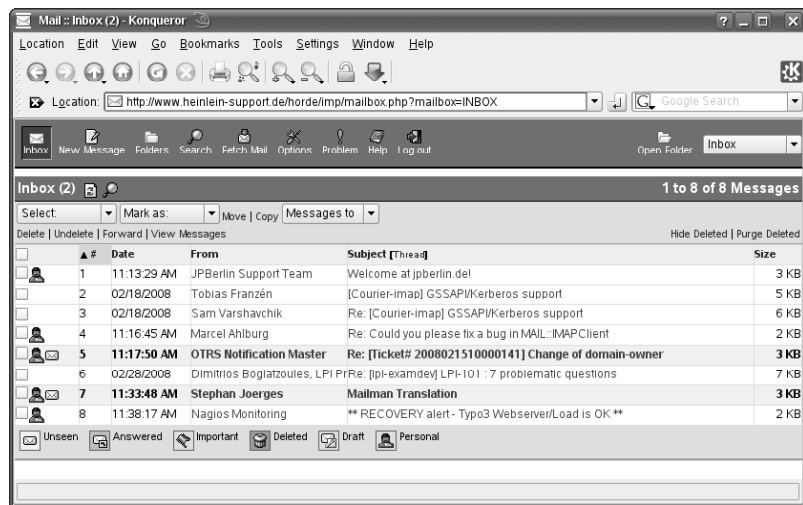 Mail :: Inbox (2) - Konqueror
Location Edit View Go Bookmarks Tools Settings Window Help
Location: http://www.heinlein-support.de/horde/imp/mailbox.php?mailbox=INBOX Google Search
Inbox New Message Folders Search Fetch Mail Options Problem Help Log out Open Folder Inbox
Inbox (2) 1 to 8 of 8 Messages
Select: Mark as: Move | Copy Messages to
Delete | Undelete | Forward | View Messages Hide Deleted | Purge Deleted
# Date From Subject [Thread] Size
1 11:13:29 AM JPBerlin Support Team Welcome at jpberlin.de! 3 KB
2 02/18/2008 Tobias Franzén [Courier-imap] GSSAPI/Kerberos support 5 KB
3 02/18/2008 Sam Varshavchik Re: [Courier-imap] GSSAPI/Kerberos support 6 KB
4 11:16:45 AM Marcel Ahlburg Re: Could you please fix a bug in MAIL::IMAPClient 2 KB
5 11:17:50 AM OTRS Notification Master Re: [Ticket# 2008021510000141] Change of domain-owner 3 KB
6 02/28/2008 Dimitrios Bogiatzoules, LPI Pr Re: [lpi-examdev] LPI-101 : 7 problematic questions 7 KB
7 11:33:48 AM Stephan Joerges Mailman Translation 3 KB
8 11:38:17 AM Nagios Monitoring ** RECOVERY alert - Typo3 Webserver/Load is OK ** 2 KB
Unseen Answered Important Deleted Draft Personal